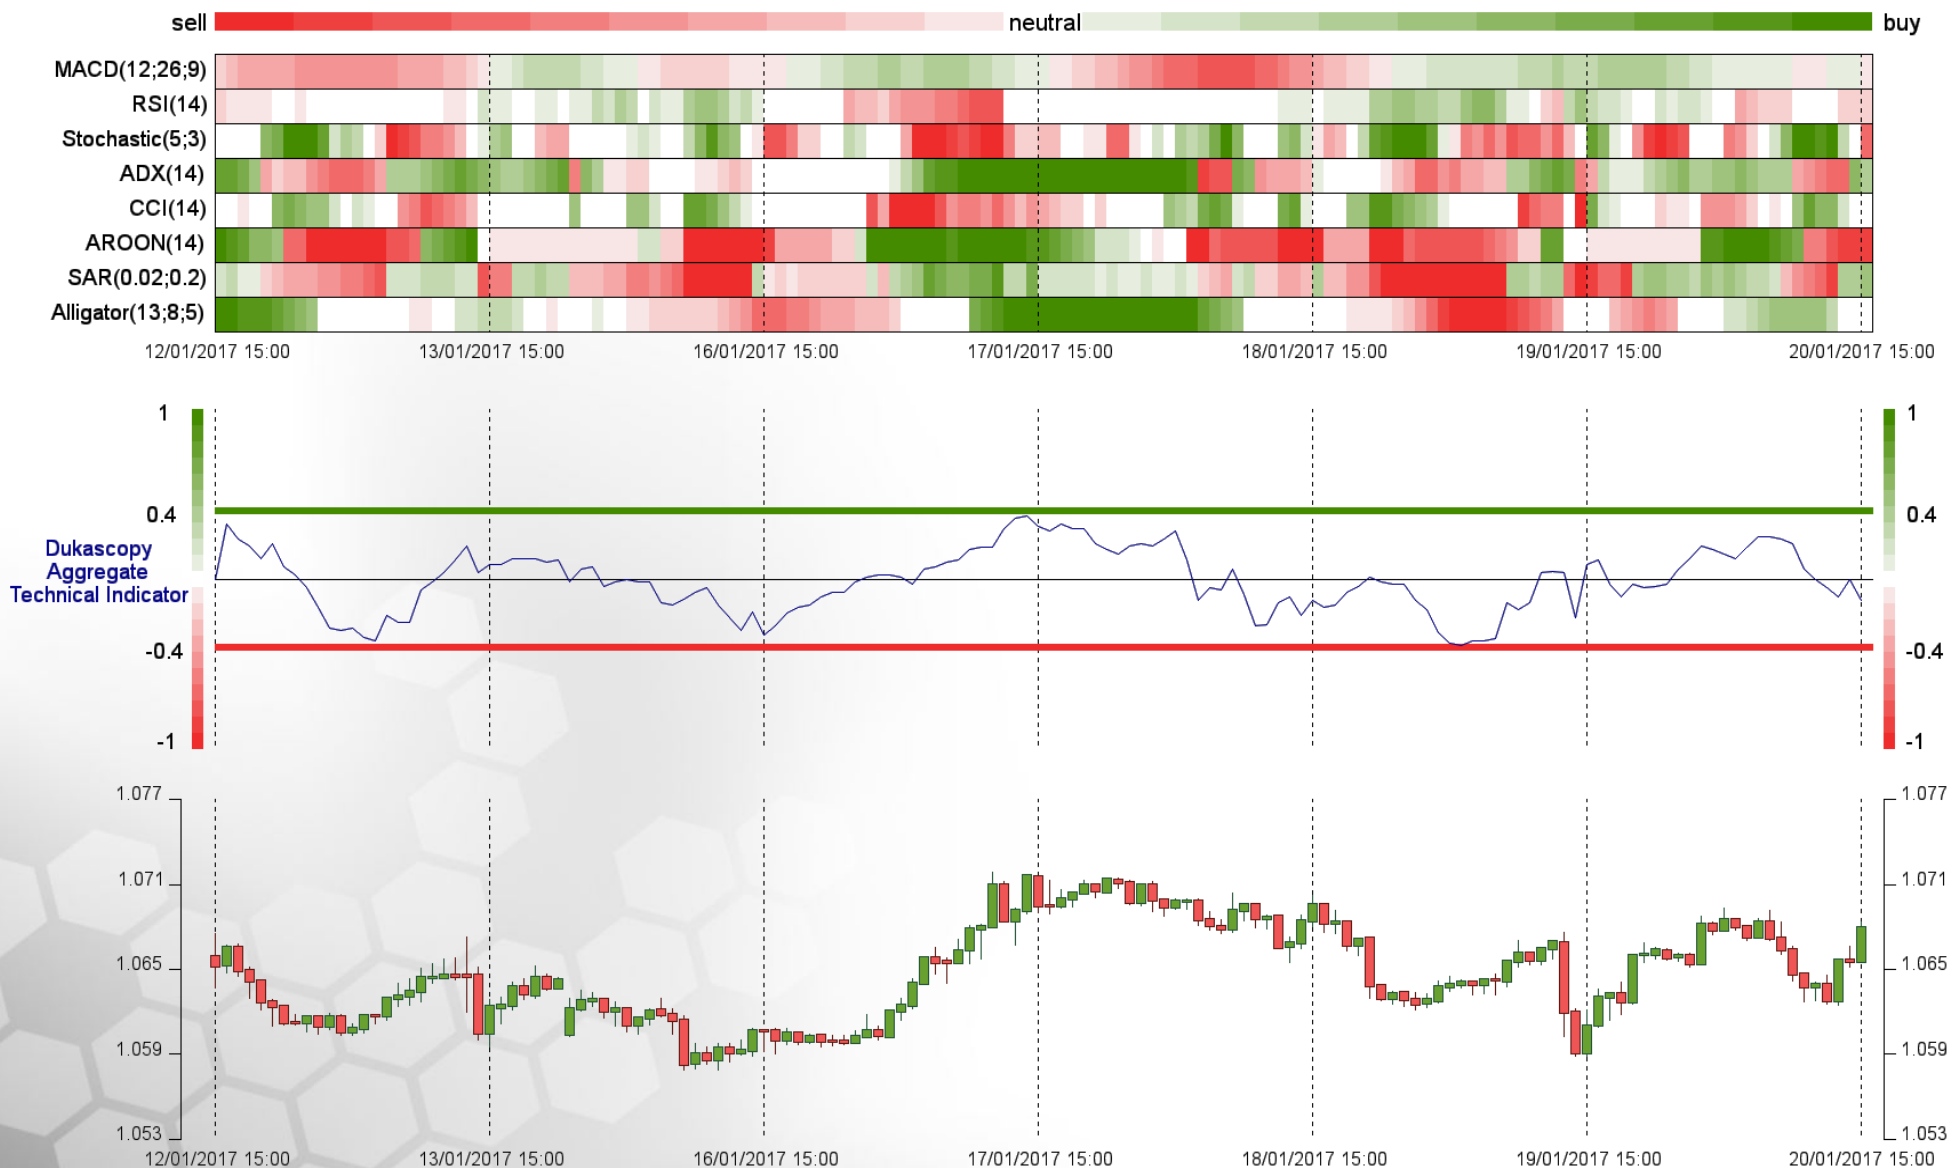 sell neutral buy
MACD(12;26;9)
RSI(14)
Stochastic(5;3)
ADX(14)
CCI(14)
AROON(14)
SAR(0.02;0.2)
Alligator(13;8;5)
12/01/2017 15:00 13/01/2017 15:00 16/01/2017 15:00 17/01/2017 15:00 18/01/2017 15:00 19/01/2017 15:00 20/01/2017 15:00
1 1
0.4 0.4
Dukascopy
Aggregate
Technical Indicator
-0.4 -0.4
-1 -1
1.077 1.077
1.071 1.071
1.065 1.065
1.059 1.059
1.053 1.053
12/01/2017 15:00 13/01/2017 15:00 16/01/2017 15:00 17/01/2017 15:00 18/01/2017 15:00 19/01/2017 15:00 20/01/2017 15:00